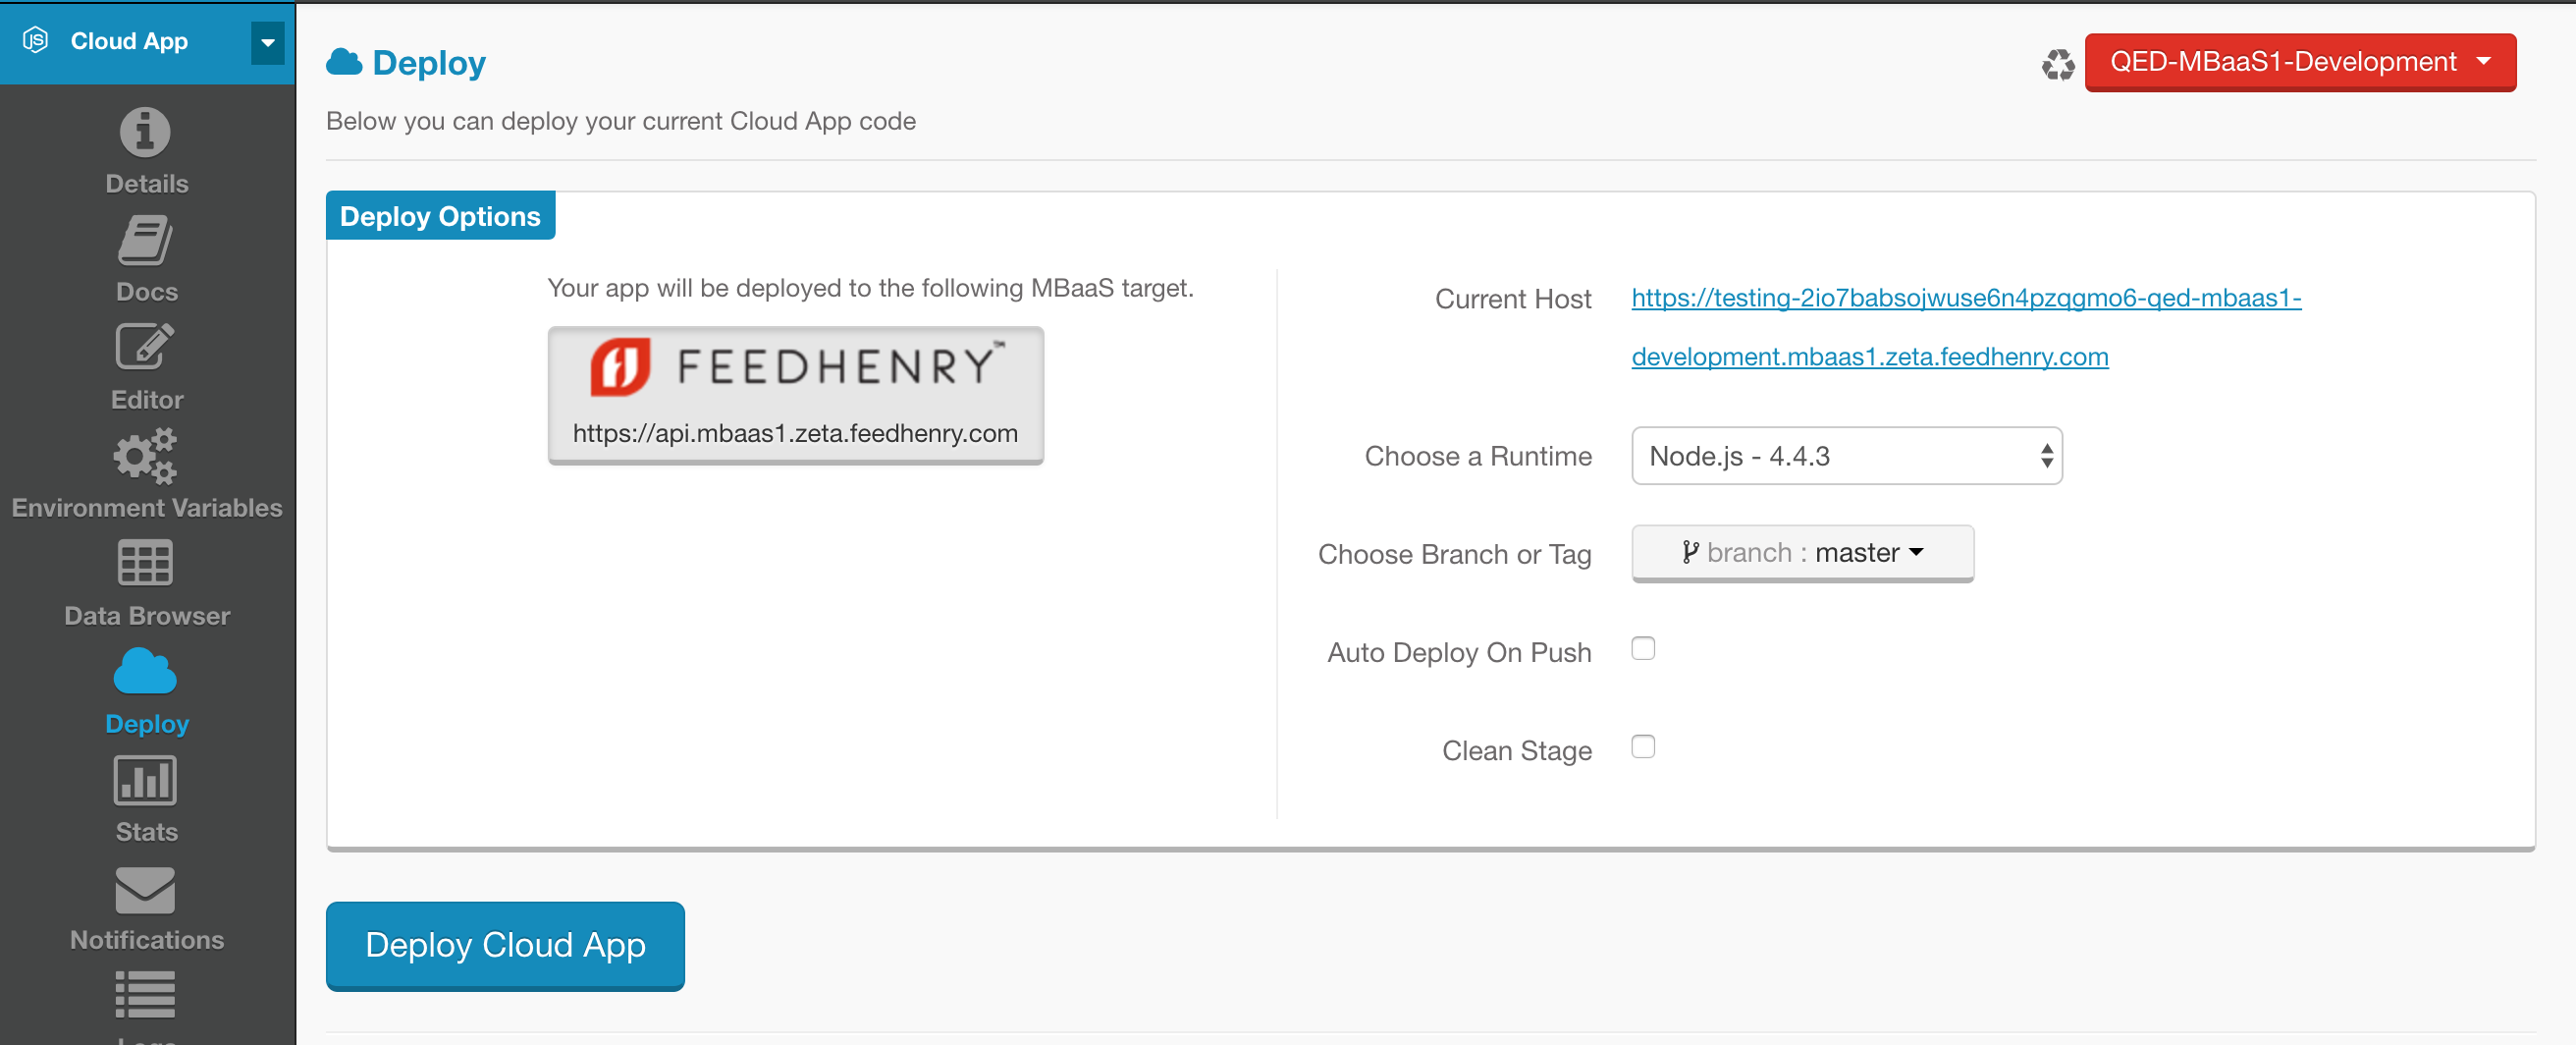 Cloud App
Details
Docs
Editor
Environment Variables
Data Browser
Deploy
Stats
Notifications
Logs
Deploy
QED-MBaaS1-Development
Below you can deploy your current Cloud App code
Deploy Options
Your app will be deployed to the following MBaaS target.
FEEDHENRY™
https://api.mbaas1.zeta.feedhenry.com
Current Host
https://testing-2io7babsojwuse6n4pzqgmo6-qed-mbaas1-
development.mbaas1.zeta.feedhenry.com
Choose a Runtime
Node.js - 4.4.3
Choose Branch or Tag
branch : master
Auto Deploy On Push
Clean Stage
Deploy Cloud App